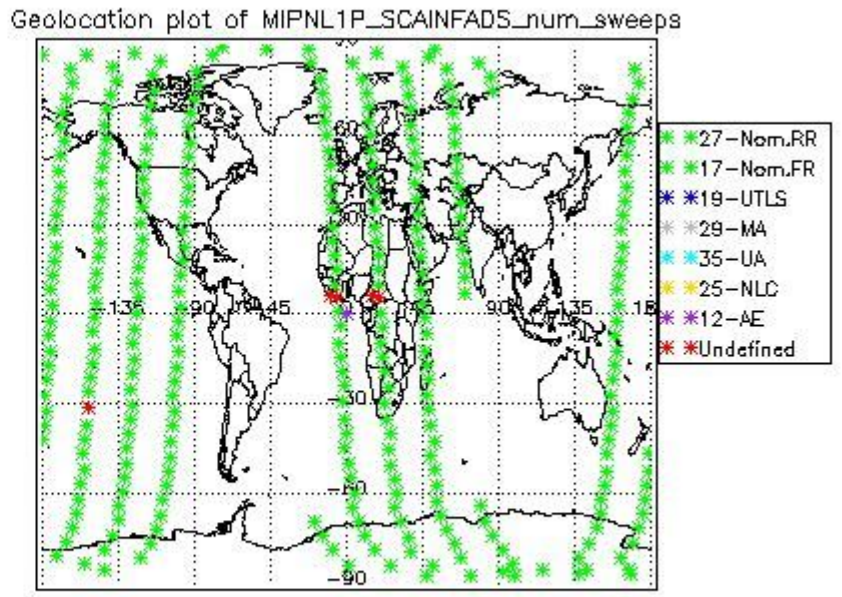 Geolocation plot of MIPNL1P_SCAINFADS_num_sweeps
60
-135
-90
-45
90
135
-30
-60
-90
27-Nom.RR
17-Nom.FR
19-UTLS
29-MA
35-UA
25-NLC
12-AE
Undefined